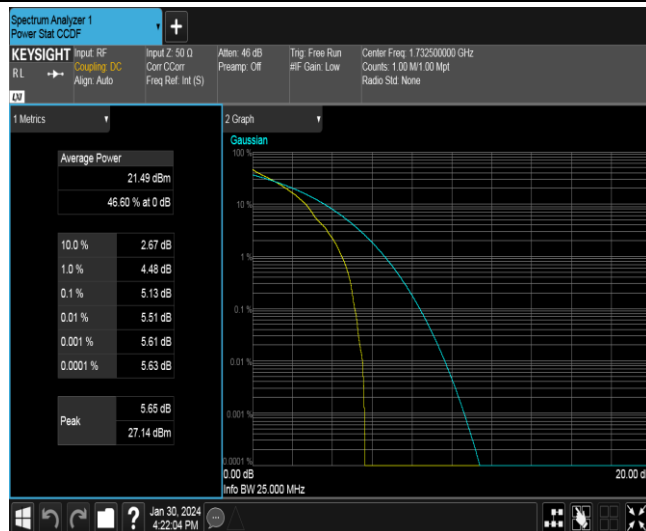 Spectrum Analyzer 1
Power Stat CCDF
+
KEYSIGHT
RL
Input: RF
Coupling: DC
Align: Auto
Input Z: 50 Ω
Corr CCorr
Freq Ref: Int (S)
Atten: 46 dB
Preamp: Off
Trig: Free Run
#IF Gain: Low
Center Freq: 1.732500000 GHz
Counts: 1.00 M/1.00 Mpt
Radio Std: None
1 Metrics
Average Power
21.49 dBm
46.60 % at 0 dB
10.0 % 2.67 dB
1.0 % 4.48 dB
0.1 % 5.13 dB
0.01 % 5.51 dB
0.001 % 5.61 dB
0.0001 % 5.63 dB
Peak
5.65 dB
27.14 dBm
2 Graph
Gaussian
100 %
10 %
1 %
0.1 %
0.01 %
0.001 %
0.0001 %
0.00 dB 20.00 d
Info BW 25.000 MHz
?
Jan 30, 2024
4:22:04 PM